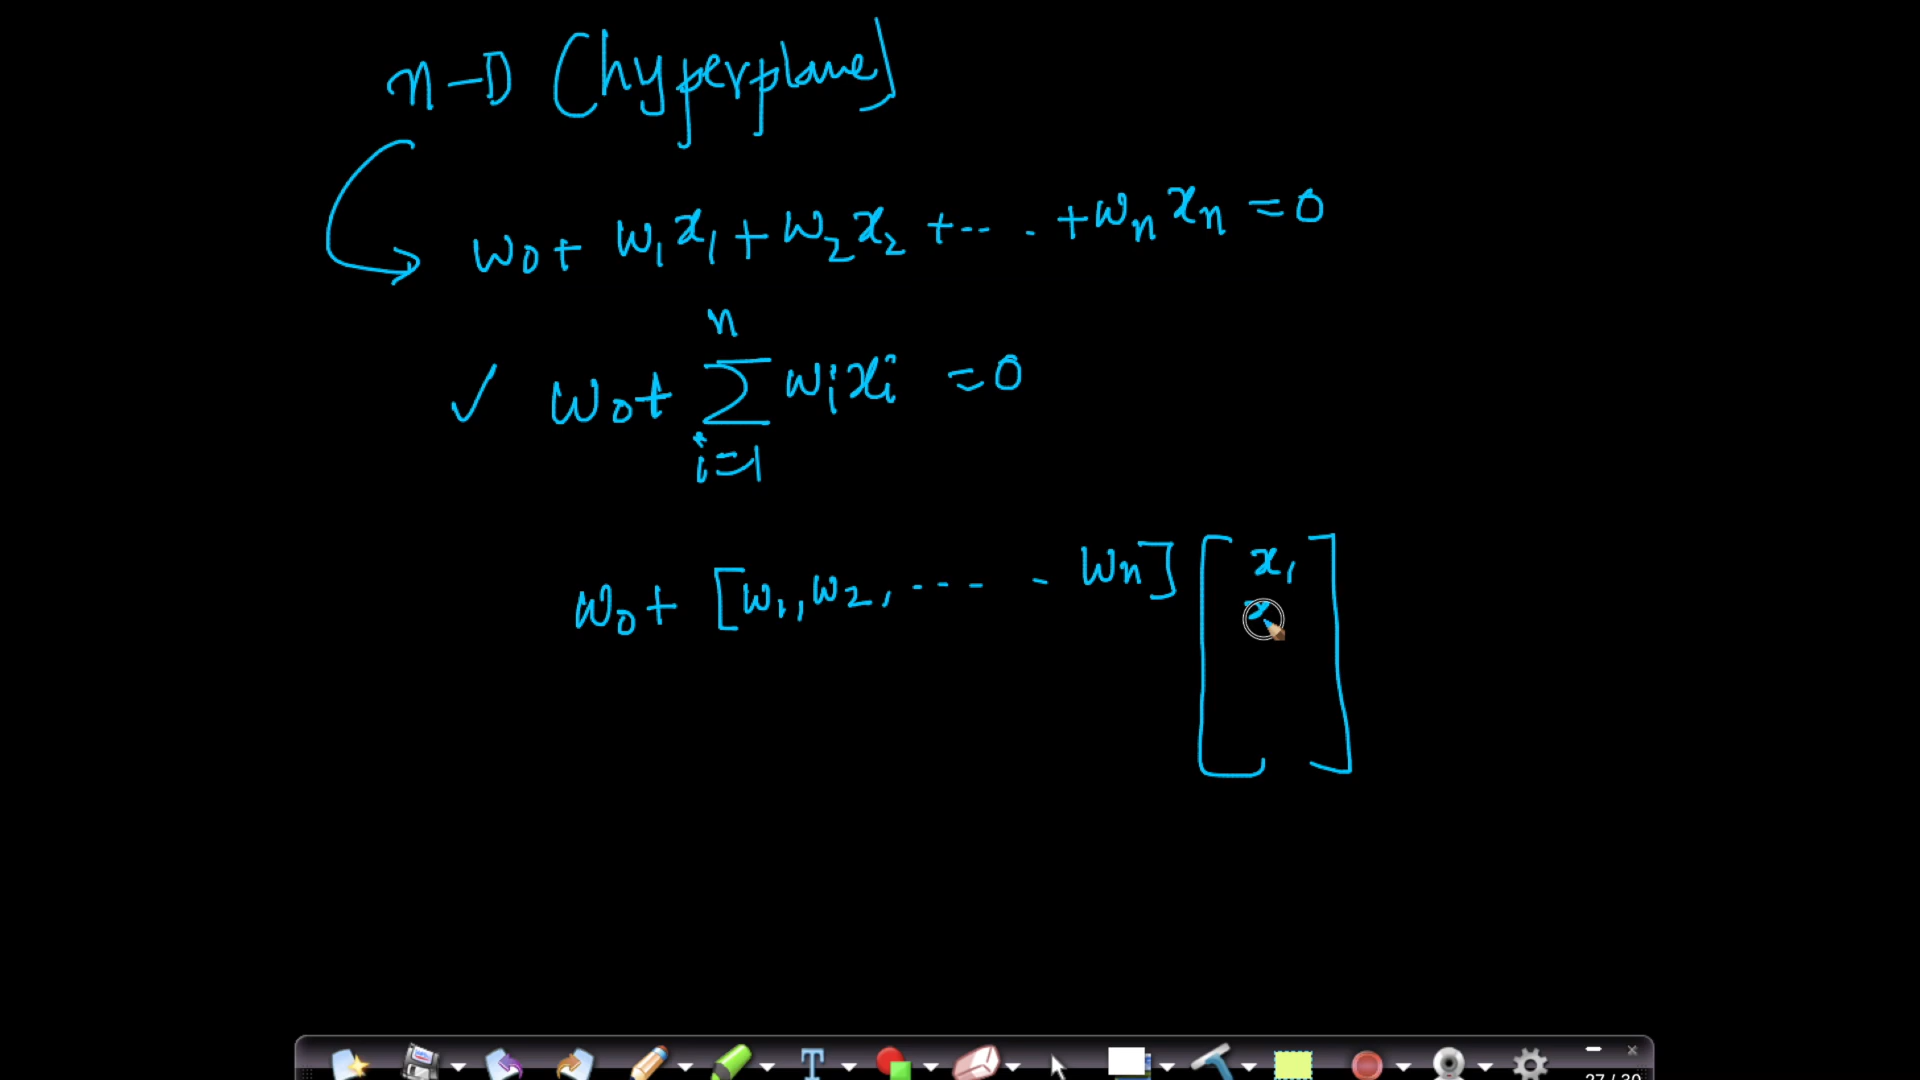 n-D (hyperplane)
w₀ + w₁x₁ + w₂x₂ + -- . + wₙxₙ = 0
✓ w₀ + n ∑ i=1 wᵢxᵢ = 0
w₀ + [w₁, w₂, --- - wₙ] [x₁